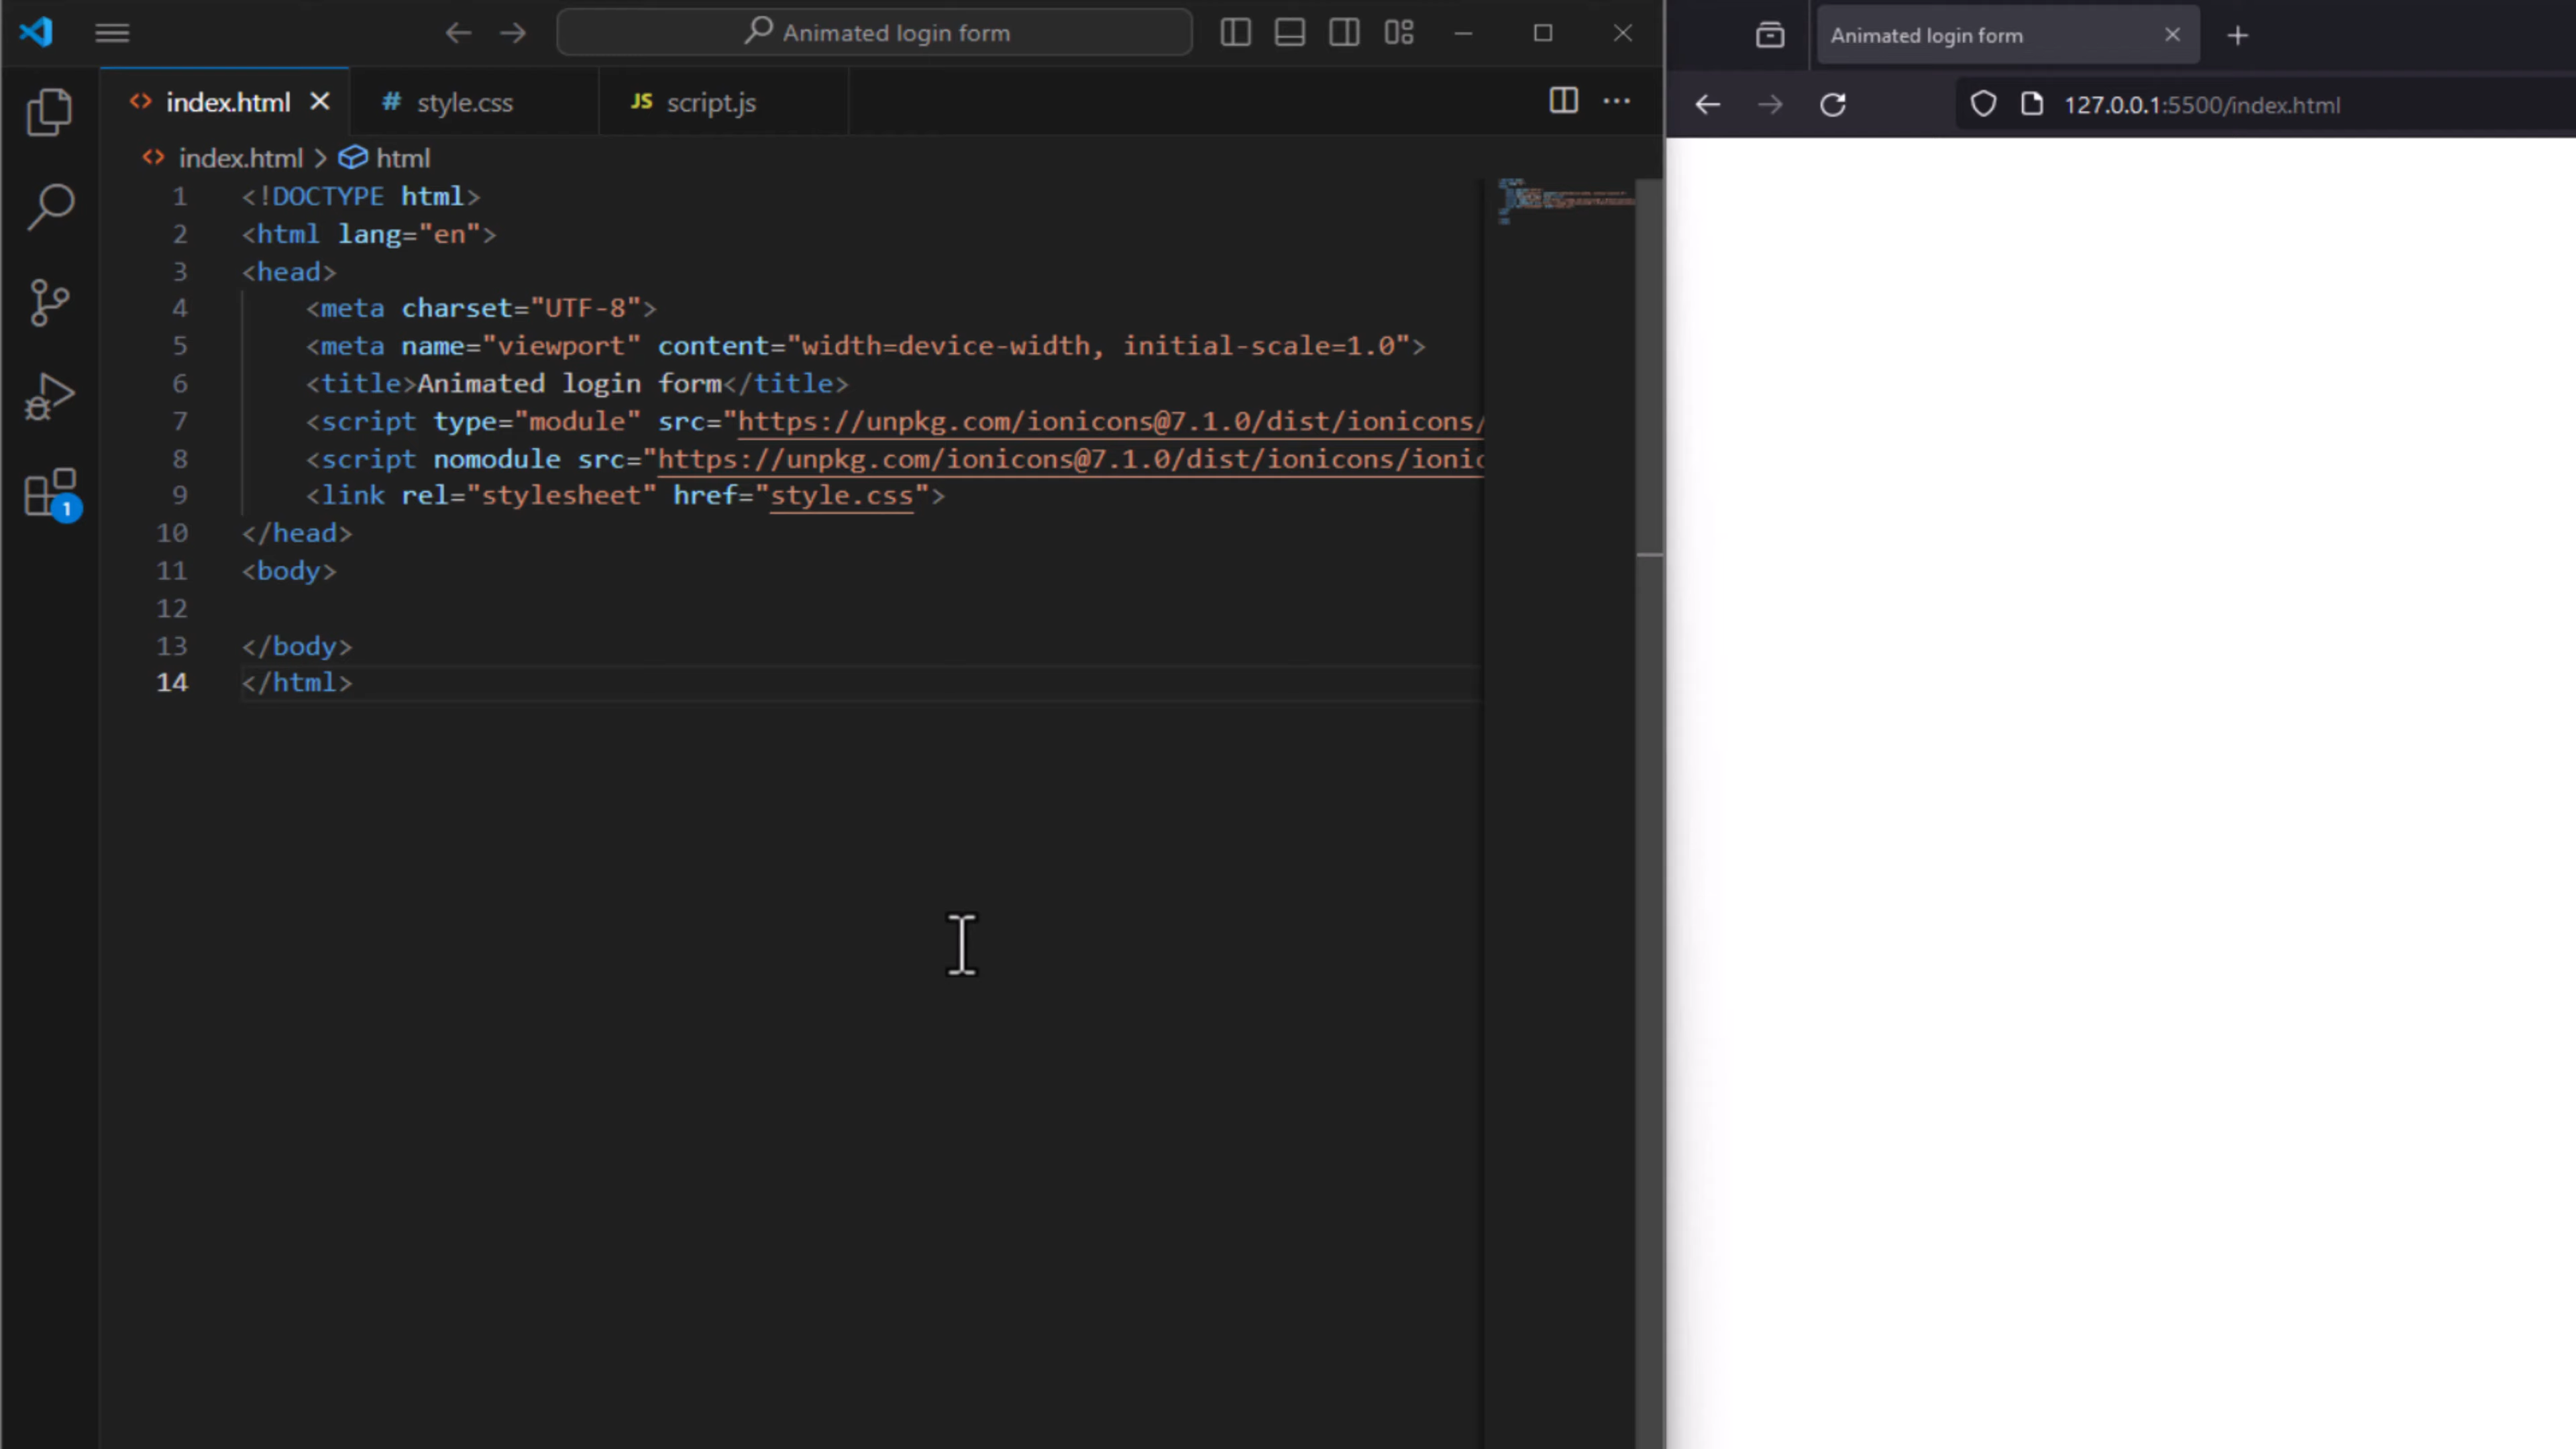 Animated login form
index.html
style.css
JS script.js
index.html > html
1 <!DOCTYPE html>
2 <html lang="en">
3 <head>
4 <meta charset="UTF-8">
5 <meta name="viewport" content="width=device-width, initial-scale=1.0">
6 <title>Animated login form</title>
7 <script type="module" src="https://unpkg.com/ionicons@7.1.0/dist/ionicons/
8 <script nomodule src="https://unpkg.com/ionicons@7.1.0/dist/ionicons/ionic
9 <link rel="stylesheet" href="style.css">
10 </head>
11 <body>
12
13 </body>
14 </html>
1
Animated login form
127.0.0.1:5500/index.html